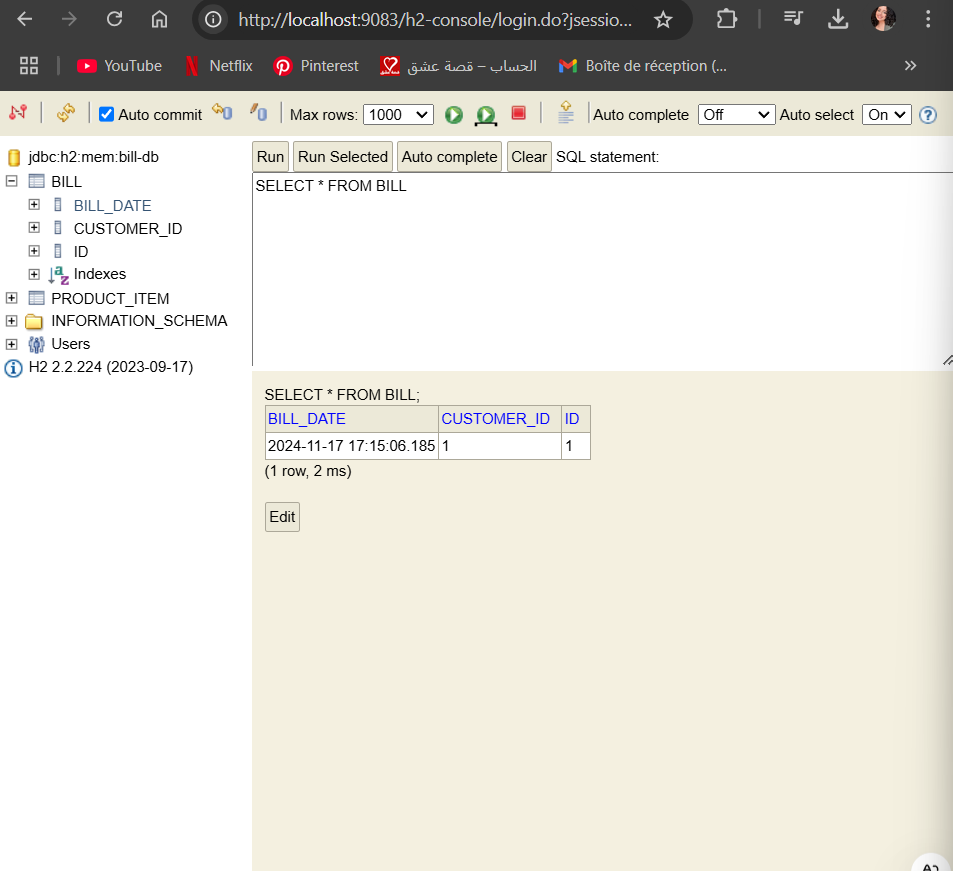 http://localhost:9083/h2-console/login.do?jsessio...
YouTube Netflix Pinterest الحساب – قصة عشق Boîte de réception (...
Auto commit Max rows: 1000 Auto complete Off Auto select On
jdbc:h2:mem:bill-db
BILL
BILL_DATE
CUSTOMER_ID
ID
Indexes
PRODUCT_ITEM
INFORMATION_SCHEMA
Users
H2 2.2.224 (2023-09-17)
Run Run Selected Auto complete Clear SQL statement:
SELECT * FROM BILL
SELECT * FROM BILL;
BILL_DATE CUSTOMER_ID ID
2024-11-17 17:15:06.185 1 1
(1 row, 2 ms)
Edit